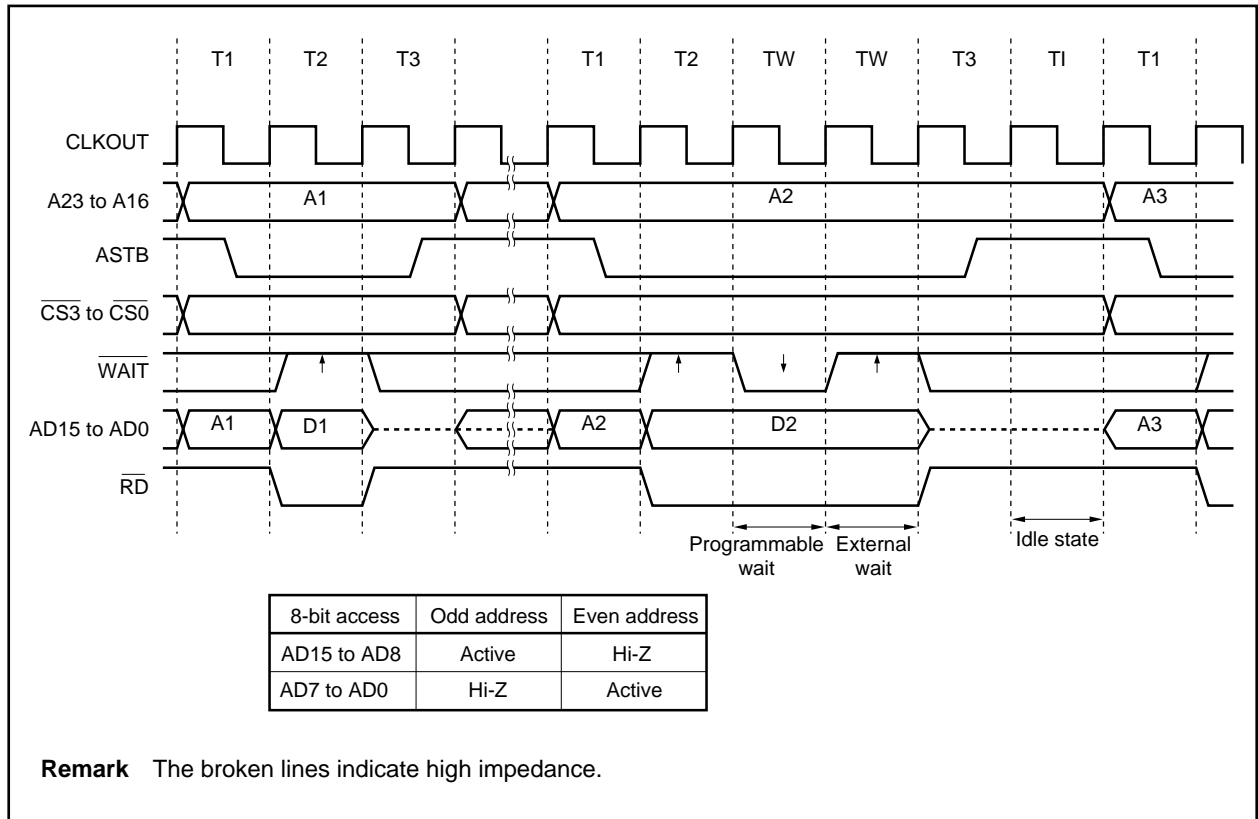 T1 T2 T3 T1 T2 TW TW T3 TI T1
CLKOUT
A23 to A16 A1 A2 A3
ASTB
CS3 to CS0
WAIT
AD15 to AD0 A1 D1 A2 D2 A3
RD
Programmable wait
External wait
Idle state
8-bit access Odd address Even address
AD15 to AD8 Active Hi-Z
AD7 to AD0 Hi-Z Active
Remark The broken lines indicate high impedance.